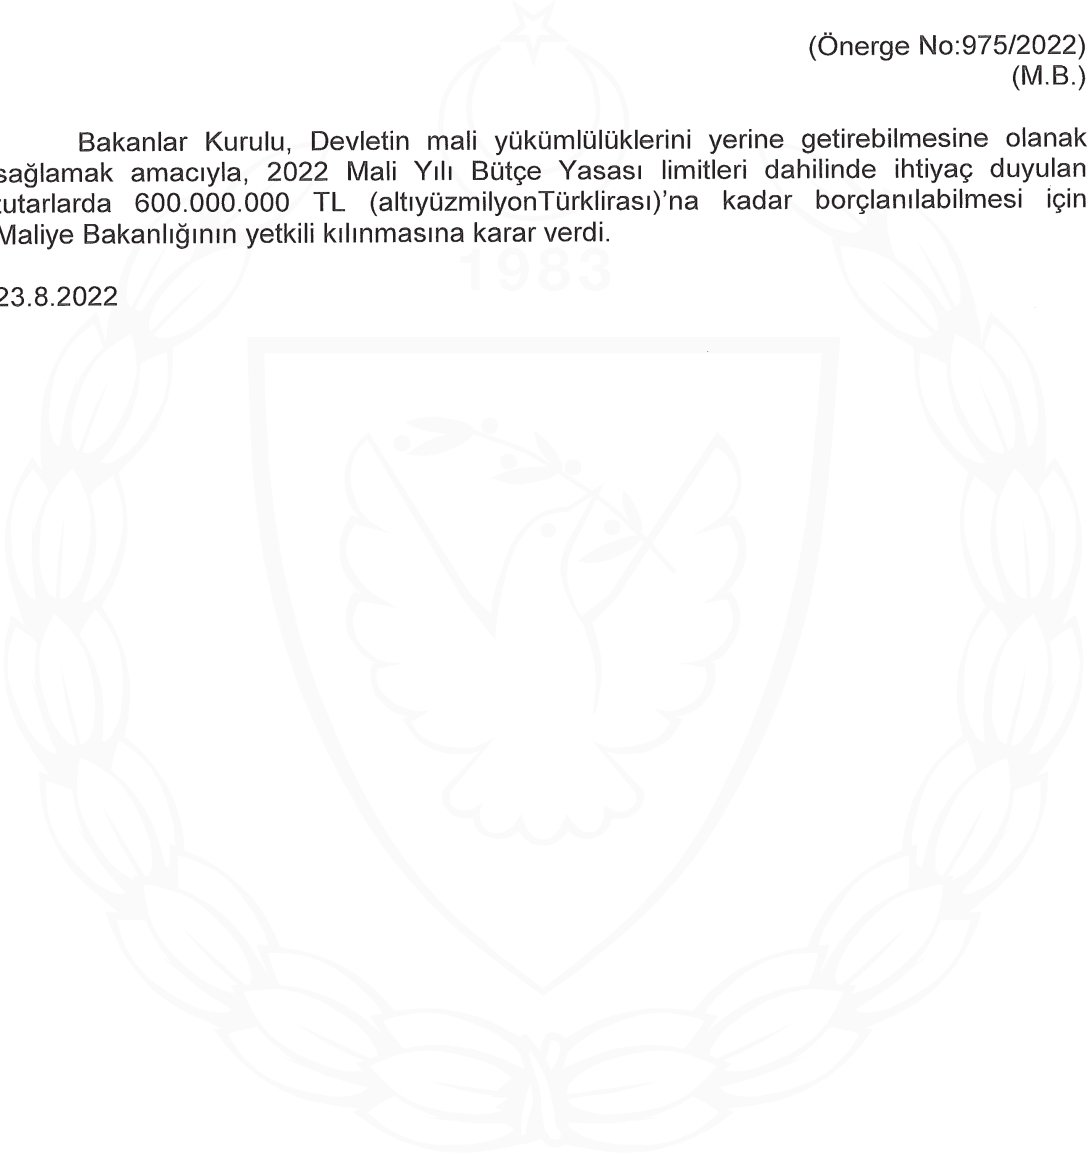 (Önerge No:975/2022)
(M.B.)
Bakanlar Kurulu, Devletin mali yükümlülüklerini yerine getirebilmesine olanak
sağlamak amacıyla, 2022 Mali Yılı Bütçe Yasası limitleri dahilinde ihtiyaç duyulan
tutarlarda 600.000.000 TL (altıyüzmilyonTürklirası)'na kadar borçlanılabilmesi için
Maliye Bakanlığının yetkili kılınmasına karar verdi.
1983
23.8.2022